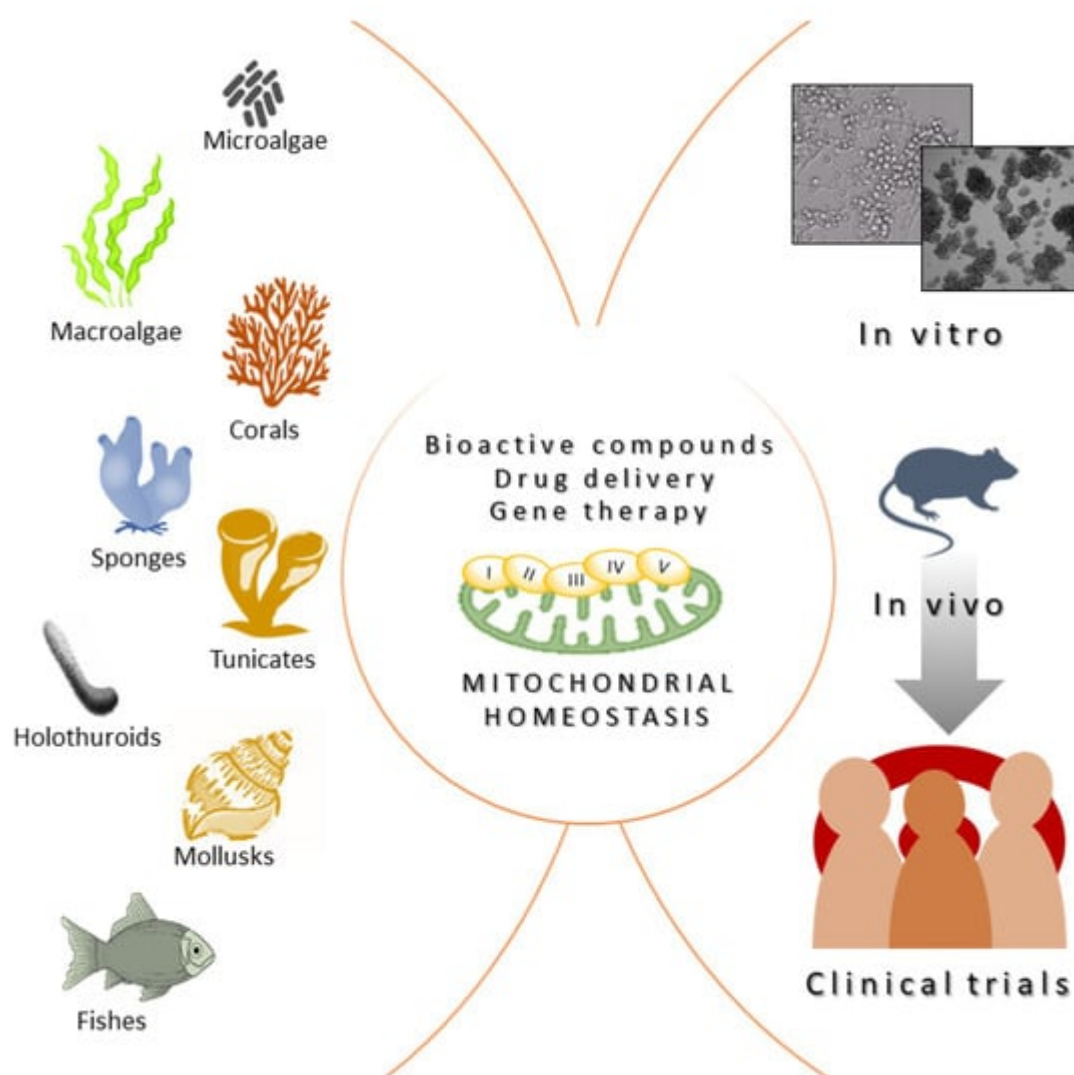 Microalgae
Macroalgae
Corals
Sponges
Tunicates
Holothuroids
Mollusks
Fishes
Bioactive compounds
Drug delivery
Gene therapy
I II III IV V
MITOCHONDRIAL
HOMEOSTASIS
In vitro
In vivo
Clinical trials